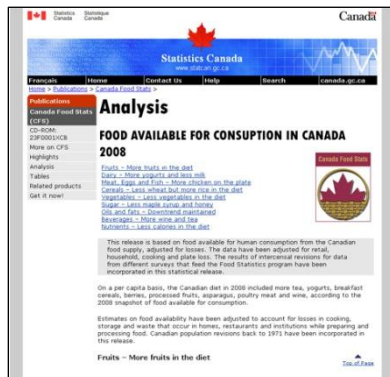 Statistics Statistique
Canada Canada
Canada
Statistics Canada
www.statcan.gc.ca
Français Home Contact Us Help Search canada.gc.ca
Home > Publications > Canada Food Stats >
Publications
Canada Food Stats
(CFS)
CD-ROM:
23F0001XCB
More on CFS
Highlights
Analysis
Tables
Related products
Get it now!
Analysis
FOOD AVAILABLE FOR CONSUPTION IN CANADA
2008
Fruits – More fruits in the diet
Dairy – More yogurts and less milk
Meat, Eggs and Fish – More chicken on the plate
Cereals – Less wheat but more rice in the diet
Vegetables – Less vegetables in the diet
Sugar – Less maple syrup and honey
Oils and fats – Downtrend maintained
Beverages – More wine and tea
Nutrients – Less calories in the diet
Canada Food Stats
This release is based on food available for human consumption from the Canadian
food supply, adjusted for losses. The data have been adjusted for retail,
household, cooking and plate loss. The results of intercensal revisions for data
from different surveys that feed the Food Statistics program have been
incorporated in this statistical release.
On a per capita basis, the Canadian diet in 2008 included more tea, yogurts, breakfast
cereals, berries, processed fruits, asparagus, poultry meat and wine, according to the
2008 snapshot of food available for consumption.
Estimates on food availability have been adjusted to account for losses in cooking,
storage and waste that occur in homes, restaurants and institutions while preparing and
processing food. Canadian population revisions back to 1971 have been incorporated in
this release.
Fruits – More fruits in the diet
Top of Page